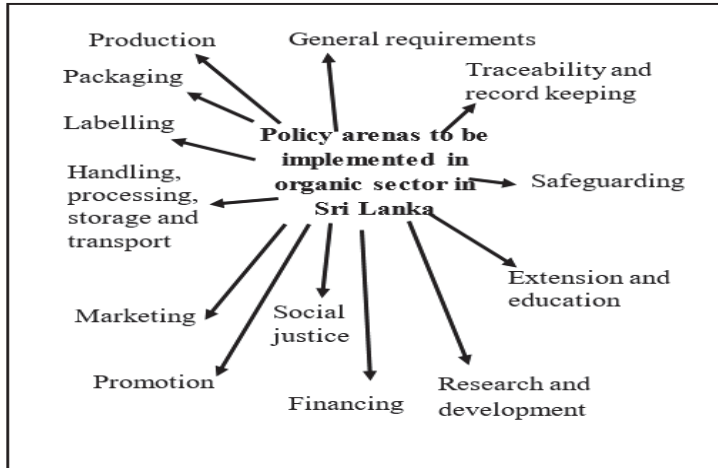 Production
General requirements
Packaging
Traceability and
record keeping
Labelling
Policy arenas to be
implemented in
organic sector in
Sri Lanka
Handling,
processing,
storage and
transport
Safeguarding
Extension and
education
Marketing
Social
justice
Promotion
Financing
Research and
development